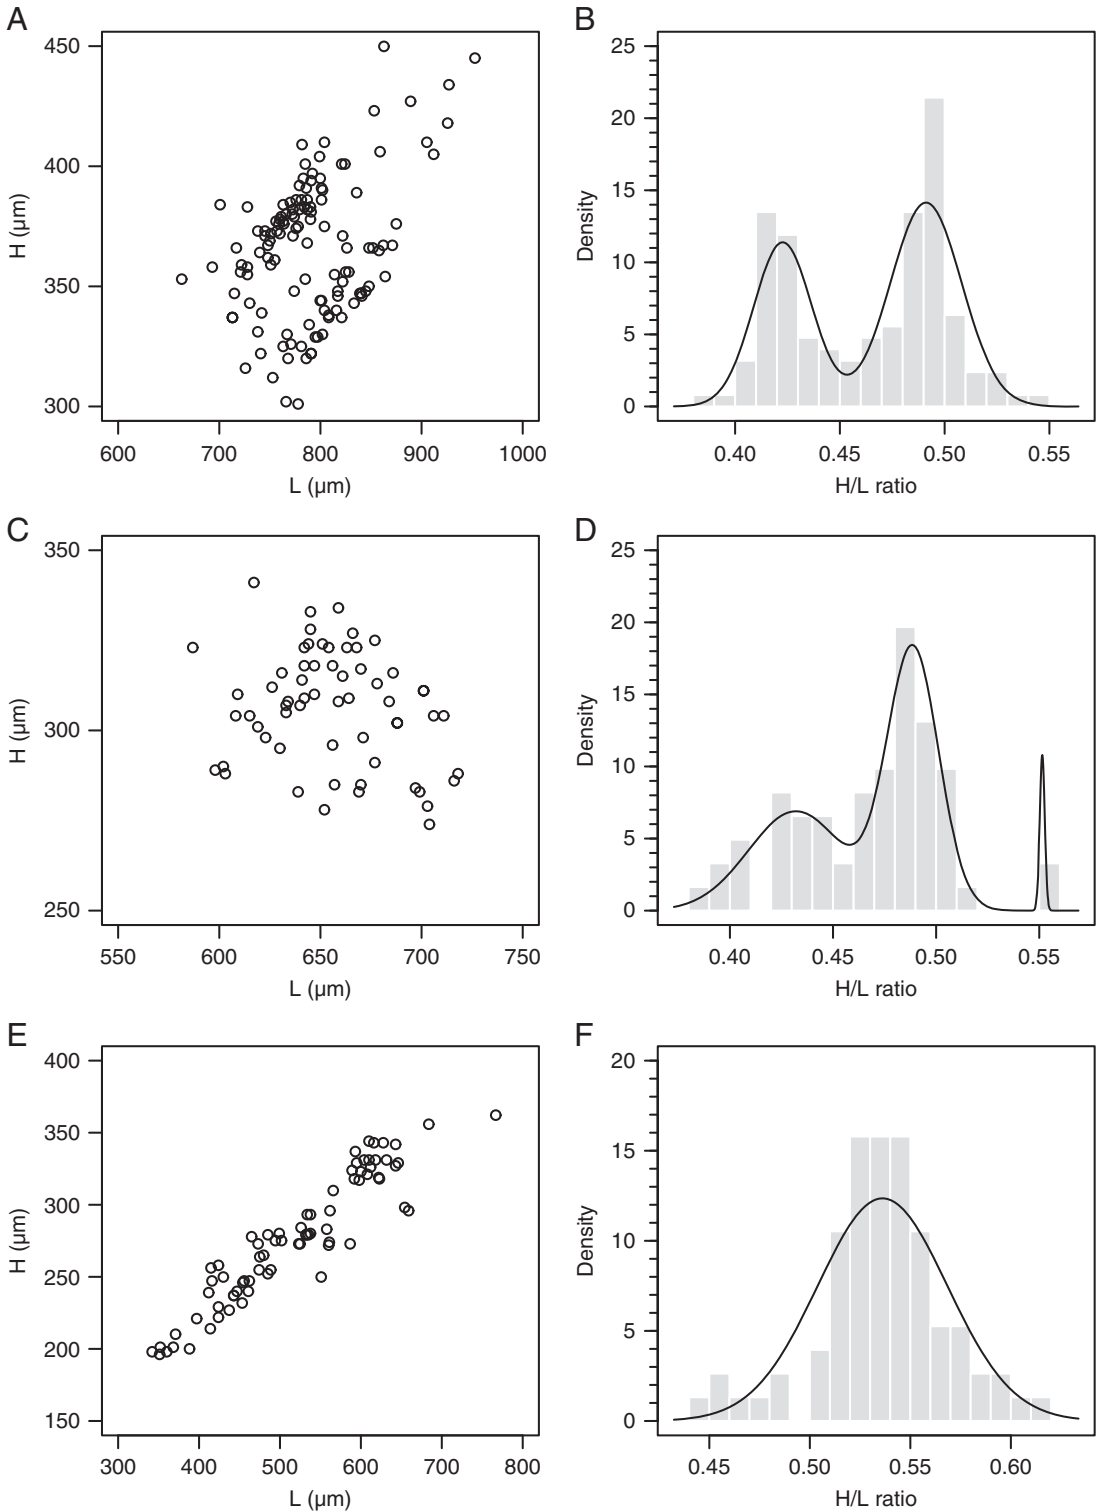 A
450
400
350
300
H (µm)
600 700 800 900 1000
L (µm)
B
25
20
15
10
5
0
Density
0.40 0.45 0.50 0.55
H/L ratio
C
350
300
250
H (µm)
550 600 650 700 750
L (µm)
D
25
20
15
10
5
0
Density
0.40 0.45 0.50 0.55
H/L ratio
E
400
350
300
250
200
150
H (µm)
300 400 500 600 700 800
L (µm)
F
20
15
10
5
0
Density
0.45 0.50 0.55 0.60
H/L ratio